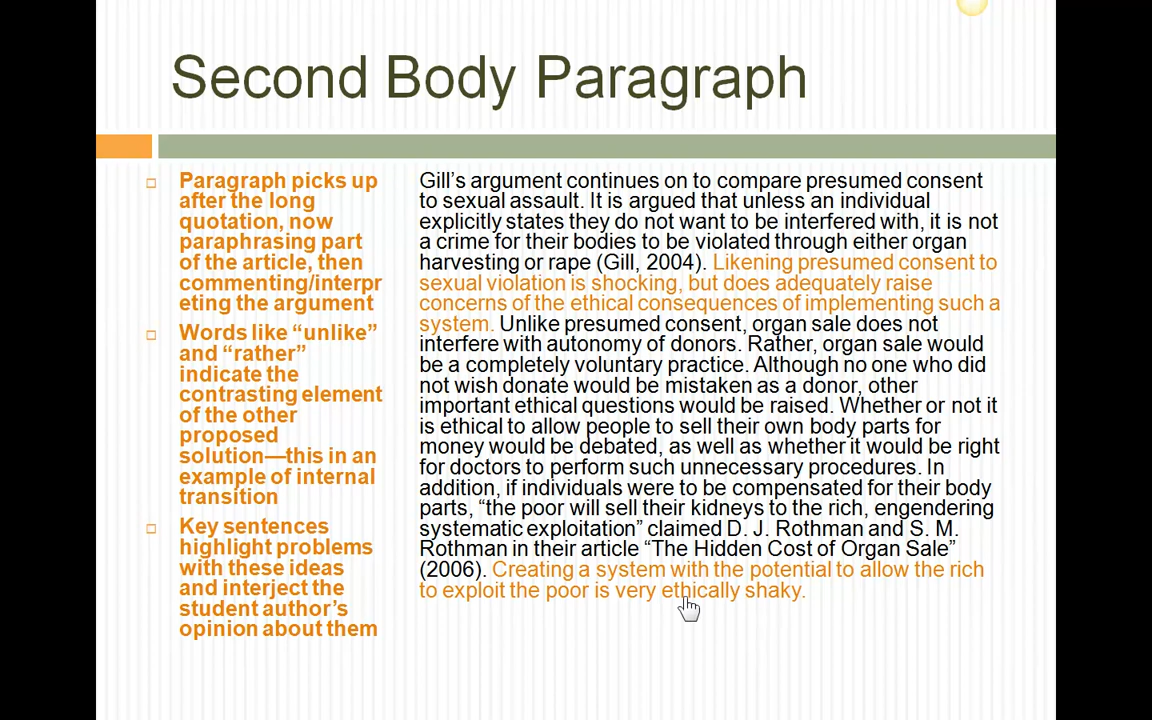 Second Body Paragraph
Paragraph picks up
after the long
quotation, now
paraphrasing part
of the article, then
commenting/interpr
eting the argument
Words like “unlike”
and “rather”
indicate the
contrasting element
of the other
proposed
solution—this in an
example of internal
transition
Key sentences
highlight problems
with these ideas
and interject the
student author’s
opinion about them
Gill’s argument continues on to compare presumed consent
to sexual assault. It is argued that unless an individual
explicitly states they do not want to be interfered with, it is not
a crime for their bodies to be violated through either organ
harvesting or rape (Gill, 2004). Likening presumed consent to
sexual violation is shocking, but does adequately raise
concerns of the ethical consequences of implementing such a
system. Unlike presumed consent, organ sale does not
interfere with autonomy of donors. Rather, organ sale would
be a completely voluntary practice. Although no one who did
not wish donate would be mistaken as a donor, other
important ethical questions would be raised. Whether or not it
is ethical to allow people to sell their own body parts for
money would be debated, as well as whether it would be right
for doctors to perform such unnecessary procedures. In
addition, if individuals were to be compensated for their body
parts, “the poor will sell their kidneys to the rich, engendering
systematic exploitation” claimed D. J. Rothman and S. M.
Rothman in their article “The Hidden Cost of Organ Sale”
(2006). Creating a system with the potential to allow the rich
to exploit the poor is very ethically shaky.